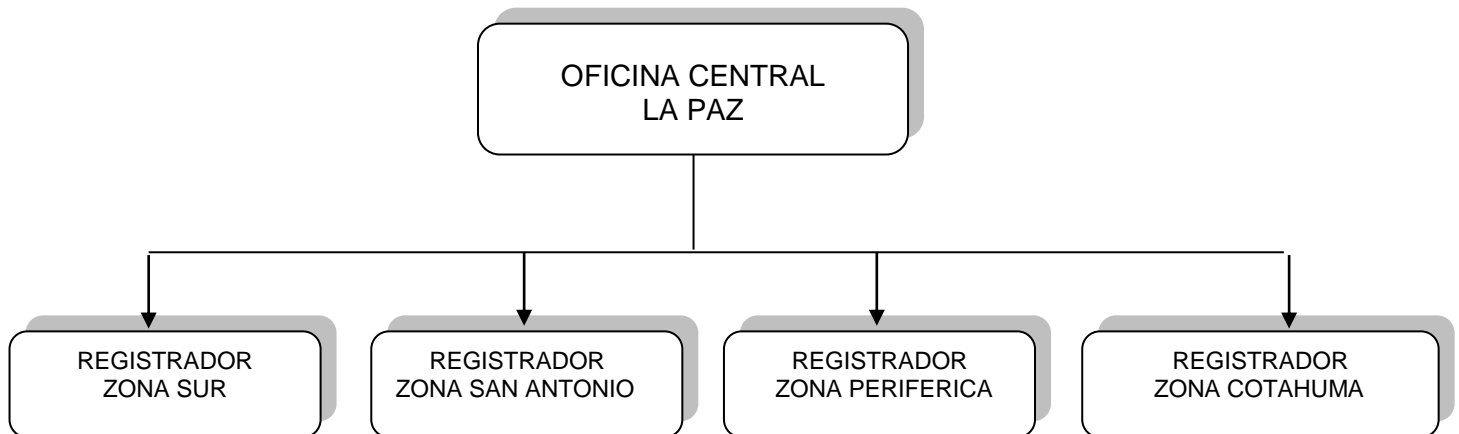 OFICINA CENTRAL
LA PAZ
REGISTRADOR
ZONA SUR
REGISTRADOR
ZONA SAN ANTONIO
REGISTRADOR
ZONA PERIFERICA
REGISTRADOR
ZONA COTAHUMA